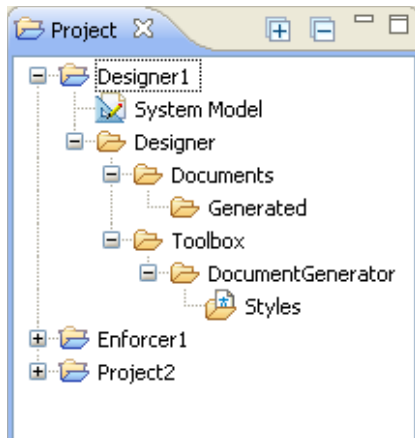 Project
Designer1
System Model
Designer
Documents
Generated
Toolbox
DocumentGenerator
Styles
Enforcer1
Project2